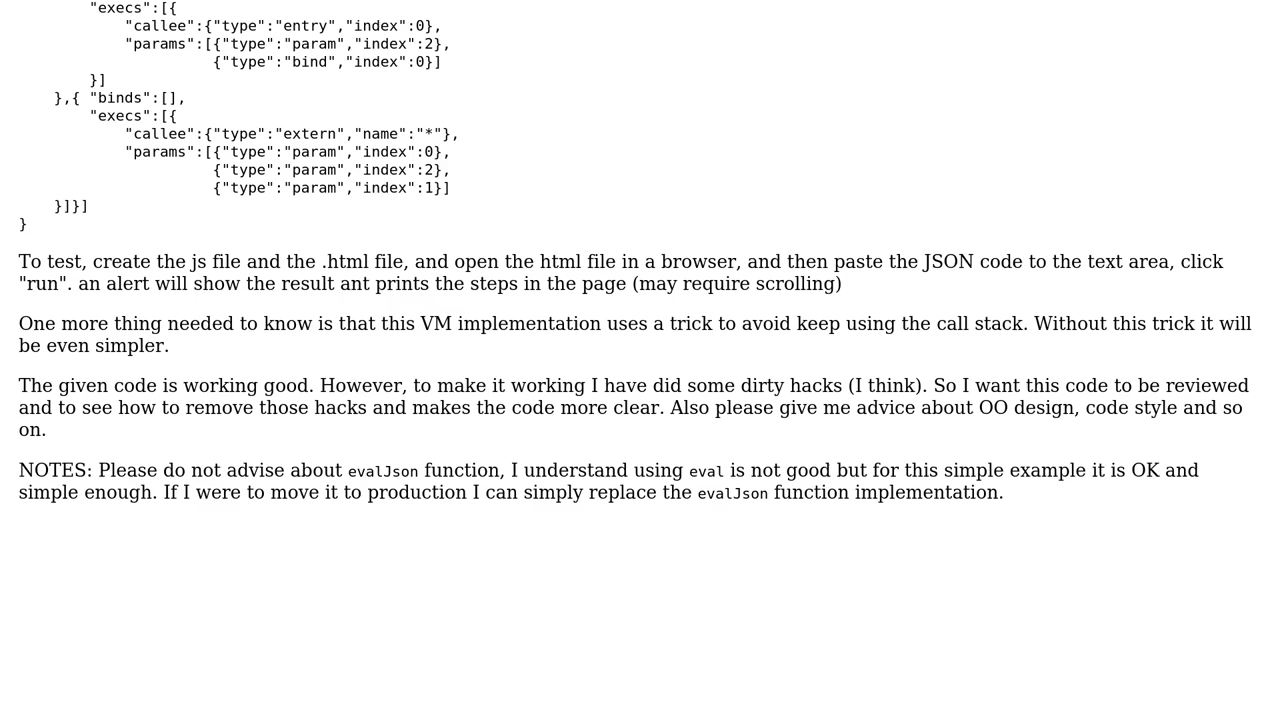 "execs":[{
            "callee":{"type":"entry","index":0},
            "params":[{"type":"param","index":2},
                      {"type":"bind","index":0}]
        }]
    },{ "binds":[],
        "execs":[{
            "callee":{"type":"extern","name":"*"},
            "params":[{"type":"param","index":0},
                      {"type":"param","index":2},
                      {"type":"param","index":1}]
    }]}]
}
To test, create the js file and the .html file, and open the html file in a browser, and then paste the JSON code to the text area, click
"run". an alert will show the result ant prints the steps in the page (may require scrolling)
One more thing needed to know is that this VM implementation uses a trick to avoid keep using the call stack. Without this trick it will
be even simpler.
The given code is working good. However, to make it working I have did some dirty hacks (I think). So I want this code to be reviewed
and to see how to remove those hacks and makes the code more clear. Also please give me advice about OO design, code style and so
on.
NOTES: Please do not advise about evalJson function, I understand using eval is not good but for this simple example it is OK and
simple enough. If I were to move it to production I can simply replace the evalJson function implementation.